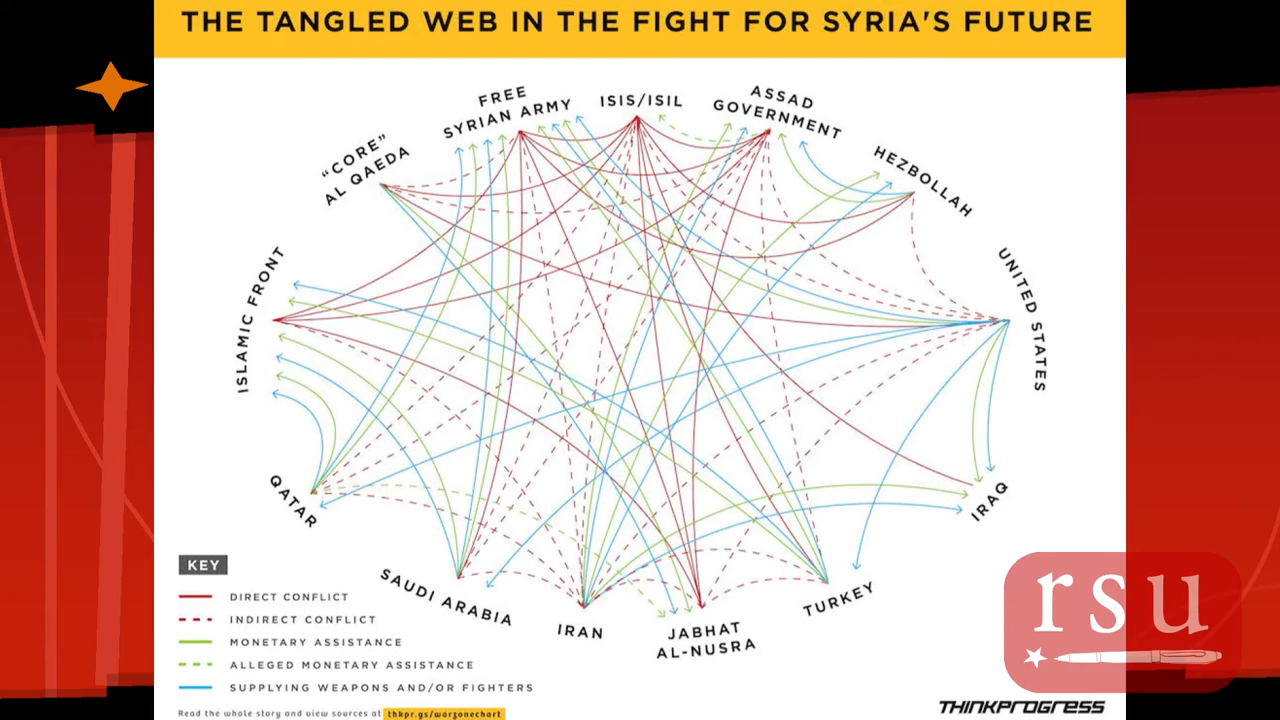 THE TANGLED WEB IN THE FIGHT FOR SYRIA'S FUTURE
FREE
SYRIAN ARMY
ISIS/ISIL
ASSAD
GOVERNMENT
"CORE"
AL QAEDA
HEZBOLLAH
ISLAMIC FRONT
UNITED STATES
QATAR
IRAQ
SAUDI ARABIA
IRAN
JABHAT
AL-NUSRA
TURKEY
KEY
DIRECT CONFLICT
INDIRECT CONFLICT
MONETARY ASSISTANCE
ALLEGED MONETARY ASSISTANCE
SUPPLYING WEAPONS AND/OR FIGHTERS
Read the whole story and view sources at thkpr.gs/warzonechart
THINKPROGRESS
rsu